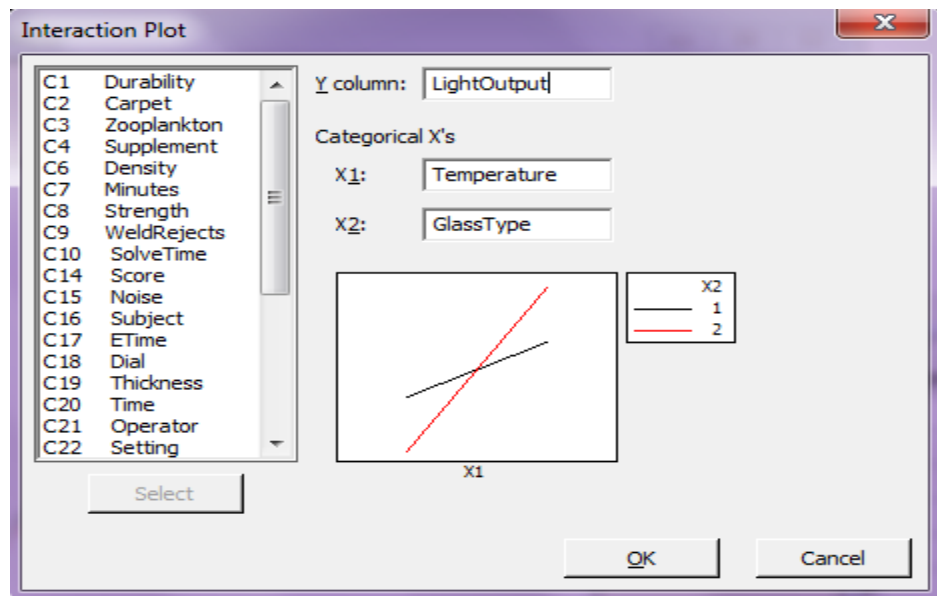 Interaction Plot
C1 Durability
C2 Carpet
C3 Zooplankton
C4 Supplement
C6 Density
C7 Minutes
C8 Strength
C9 WeldRejects
C10 SolveTime
C14 Score
C15 Noise
C16 Subject
C17 ETime
C18 Dial
C19 Thickness
C20 Time
C21 Operator
C22 Setting
Select
Y column: LightOutput
Categorical X's
X1: Temperature
X2: GlassType
X2
1
2
X1
OK
Cancel